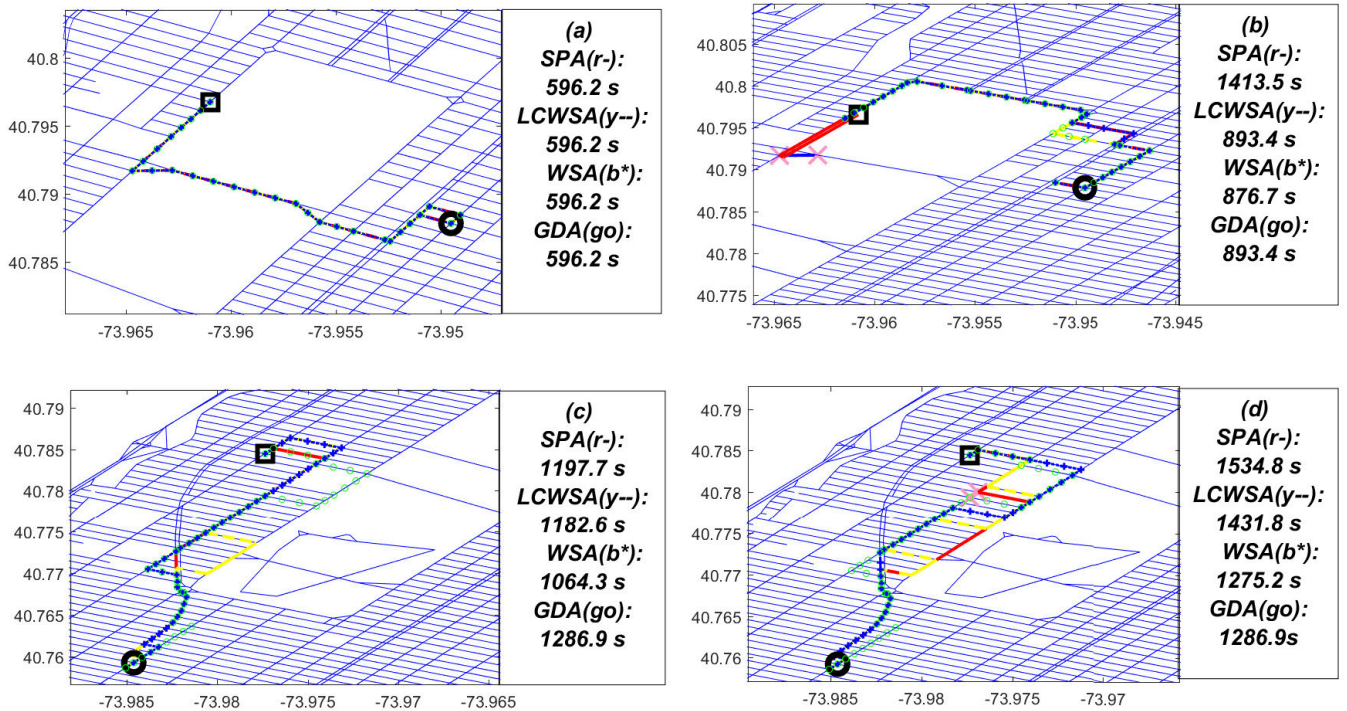 40.8
40.795
40.79
40.785
-73.965
-73.96
-73.955
-73.95
(a)
SPA(r-):
596.2 s
LCWSA(y--):
596.2 s
WSA(b*):
596.2 s
GDA(go):
596.2 s
40.805
40.8
40.795
40.79
40.785
40.78
40.775
-73.965
-73.96
-73.955
-73.95
-73.945
(b)
SPA(r-):
1413.5 s
LCWSA(y--):
893.4 s
WSA(b*):
876.7 s
GDA(go):
893.4 s
40.79
40.785
40.78
40.775
40.77
40.765
40.76
-73.985
-73.98
-73.975
-73.97
-73.965
(c)
SPA(r-):
1197.7 s
LCWSA(y--):
1182.6 s
WSA(b*):
1064.3 s
GDA(go):
1286.9 s
40.79
40.785
40.78
40.775
40.77
40.765
40.76
-73.985
-73.98
-73.975
-73.97
(d)
SPA(r-):
1534.8 s
LCWSA(y--):
1431.8 s
WSA(b*):
1275.2 s
GDA(go):
1286.9s